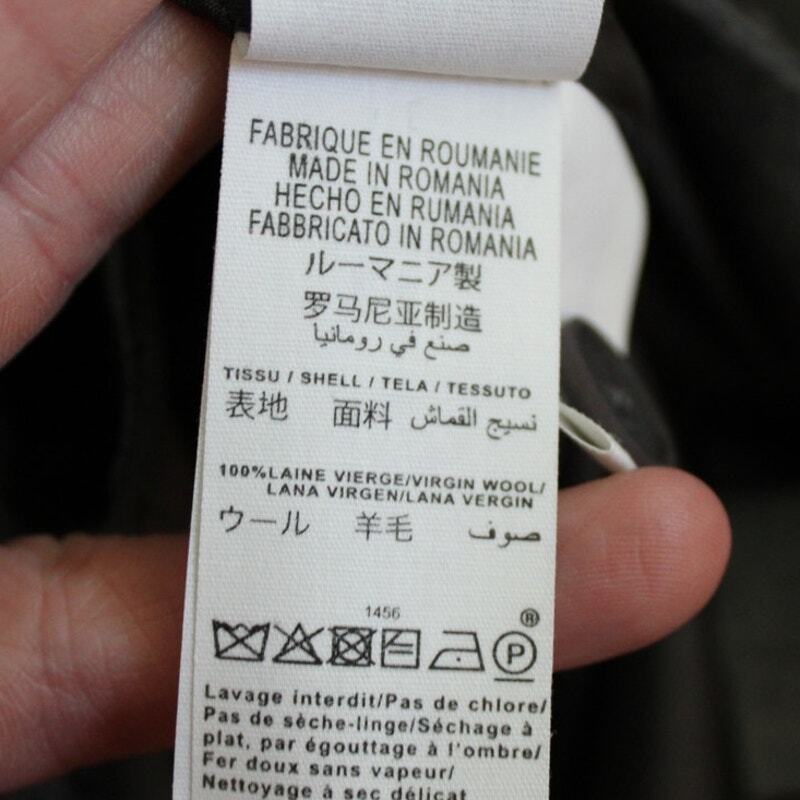 FABRIQUE EN ROUMANIE
MADE IN ROMANIA
HECHO EN RUMANIA
FABBRICATO IN ROMANIA
ルーマニア製
罗马尼亚制造
صنع في رومانيا
TISSU / SHELL / TELA / TESSUTO
表地 面料 نسيج القماش
100%LAINE VIERGE/VIRGIN WOOL/
LANA VIRGEN/LANA VERGIN
ウール 羊毛 صوف
1456
®
P
Lavage interdit/Pas de chlore/
Pas de sèche-linge/Séchage à
plat, par égouttage à l'ombre/
Fer doux sans vapeur/
Nettoyage à sec délicat